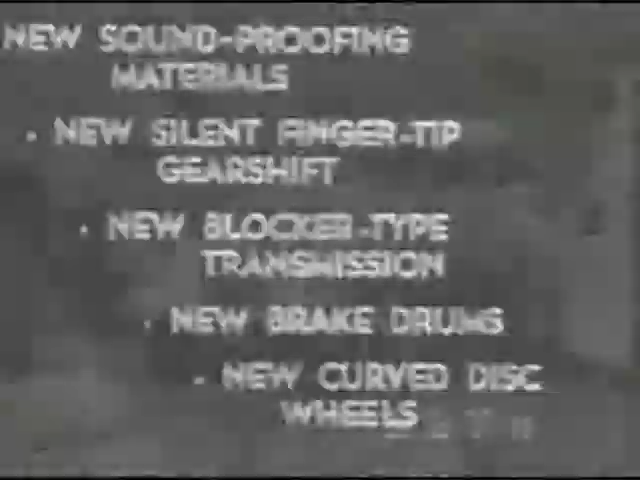 NEW SOUND-PROOFING
MATERIALS
• NEW SILENT FINGER-TIP
GEARSHIFT
• NEW BLOCKER-TYPE
TRANSMISSION
• NEW BRAKE DRUMS
• NEW CURVED DISC
WHEELS